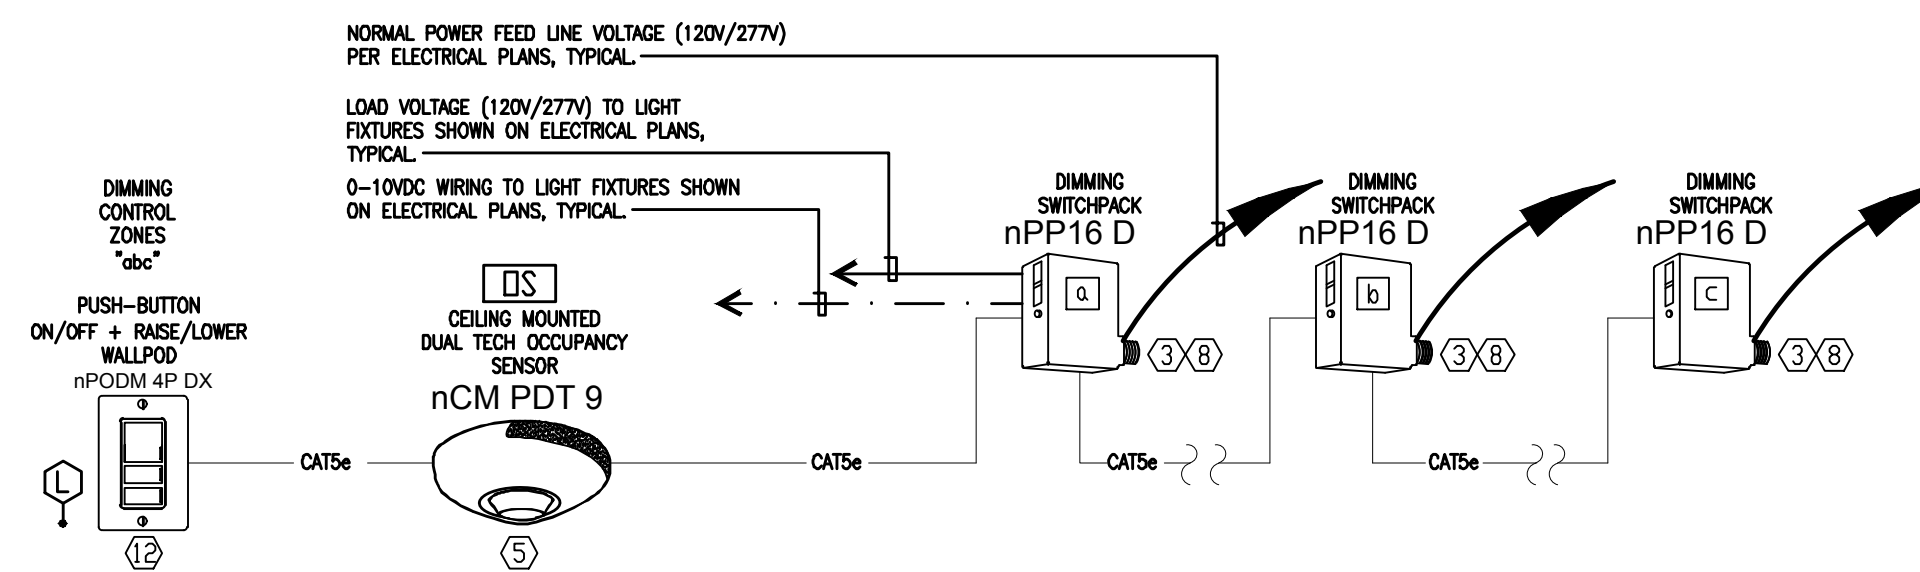 NORMAL POWER FEED LINE VOLTAGE (120V/277V)
PER ELECTRICAL PLANS, TYPICAL.
LOAD VOLTAGE (120V/277V) TO LIGHT
FIXTURES SHOWN ON ELECTRICAL PLANS,
TYPICAL.
0-10VDC WIRING TO LIGHT FIXTURES SHOWN
ON ELECTRICAL PLANS, TYPICAL.
DIMMING
CONTROL
ZONES
"abc"
PUSH-BUTTON
ON/OFF + RAISE/LOWER
WALLPOD
nPODM 4P DX
L
12
CAT5e
OS
CEILING MOUNTED
DUAL TECH OCCUPANCY
SENSOR
nCM PDT 9
5
CAT5e
DIMMING
SWITCHPACK
nPP16 D
a
3 8
CAT5e
DIMMING
SWITCHPACK
nPP16 D
b
3 8
CAT5e
DIMMING
SWITCHPACK
nPP16 D
c
3 8